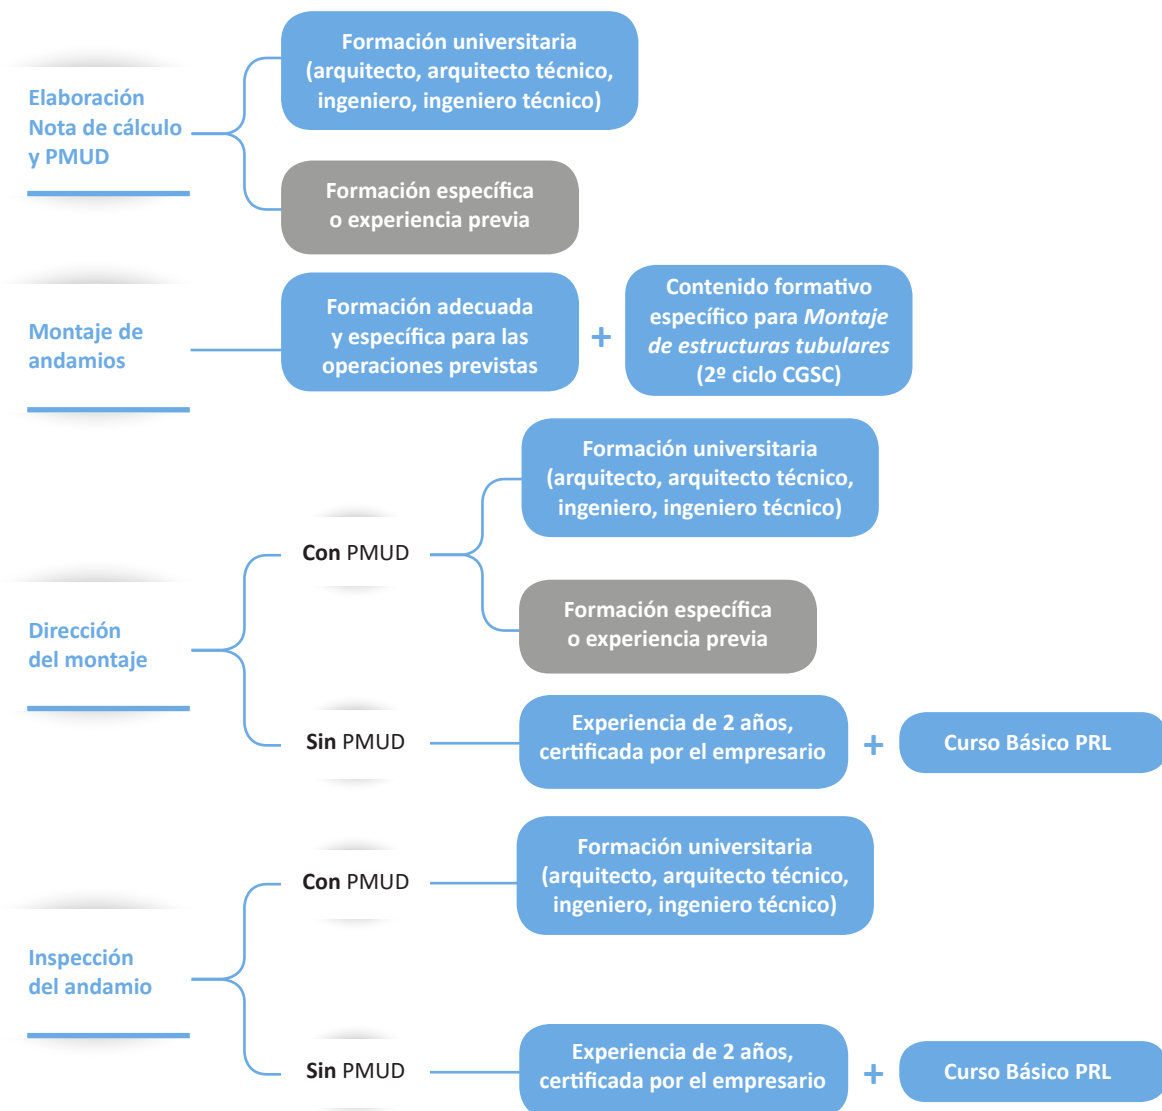 Formación universitaria
(arquitecto, arquitecto técnico,
ingeniero, ingeniero técnico)
Elaboración
Nota de cálculo
y PMUD
Formación específica
o experiencia previa
Montaje de
andamios
Formación adecuada
y específica para las
operaciones previstas
+
Contenido formativo
específico para Montaje
de estructuras tubulares
(2º ciclo CGSC)
Dirección
del montaje
Con PMUD
Formación universitaria
(arquitecto, arquitecto técnico,
ingeniero, ingeniero técnico)
Formación específica
o experiencia previa
Sin PMUD
Experiencia de 2 años,
certificada por el empresario
+
Curso Básico PRL
Inspección
del andamio
Con PMUD
Formación universitaria
(arquitecto, arquitecto técnico,
ingeniero, ingeniero técnico)
Sin PMUD
Experiencia de 2 años,
certificada por el empresario
+
Curso Básico PRL